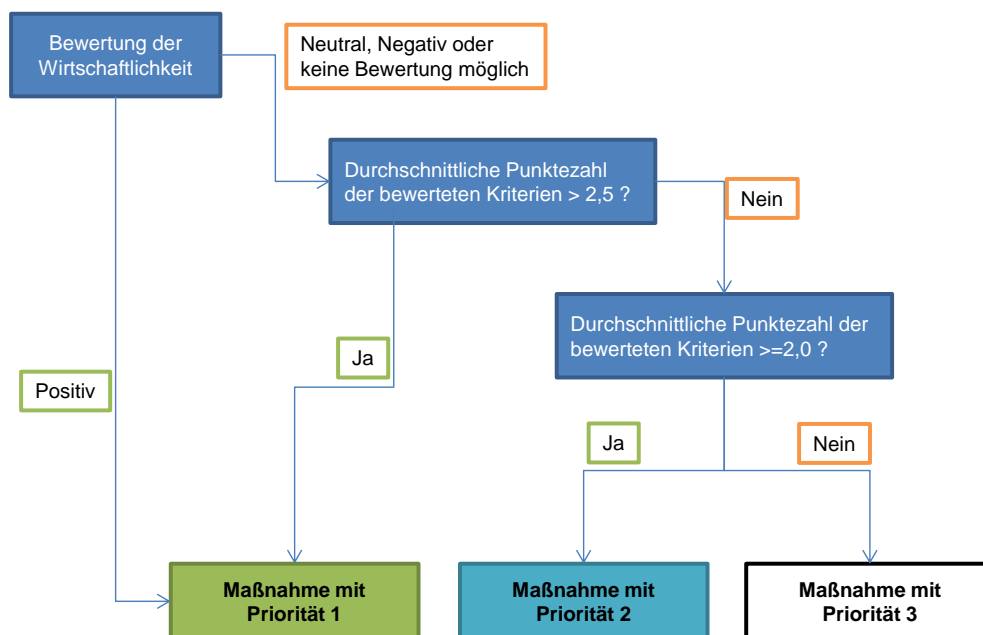 Bewertung der
Wirtschaftlichkeit
Neutral, Negativ oder
keine Bewertung möglich
Durchschnittliche Punktezahl
der bewerteten Kriterien > 2,5 ?
Nein
Durchschnittliche Punktezahl der
bewerteten Kriterien >=2,0 ?
Ja
Positiv
Ja
Nein
Maßnahme mit
Priorität 1
Maßnahme mit
Priorität 2
Maßnahme mit
Priorität 3